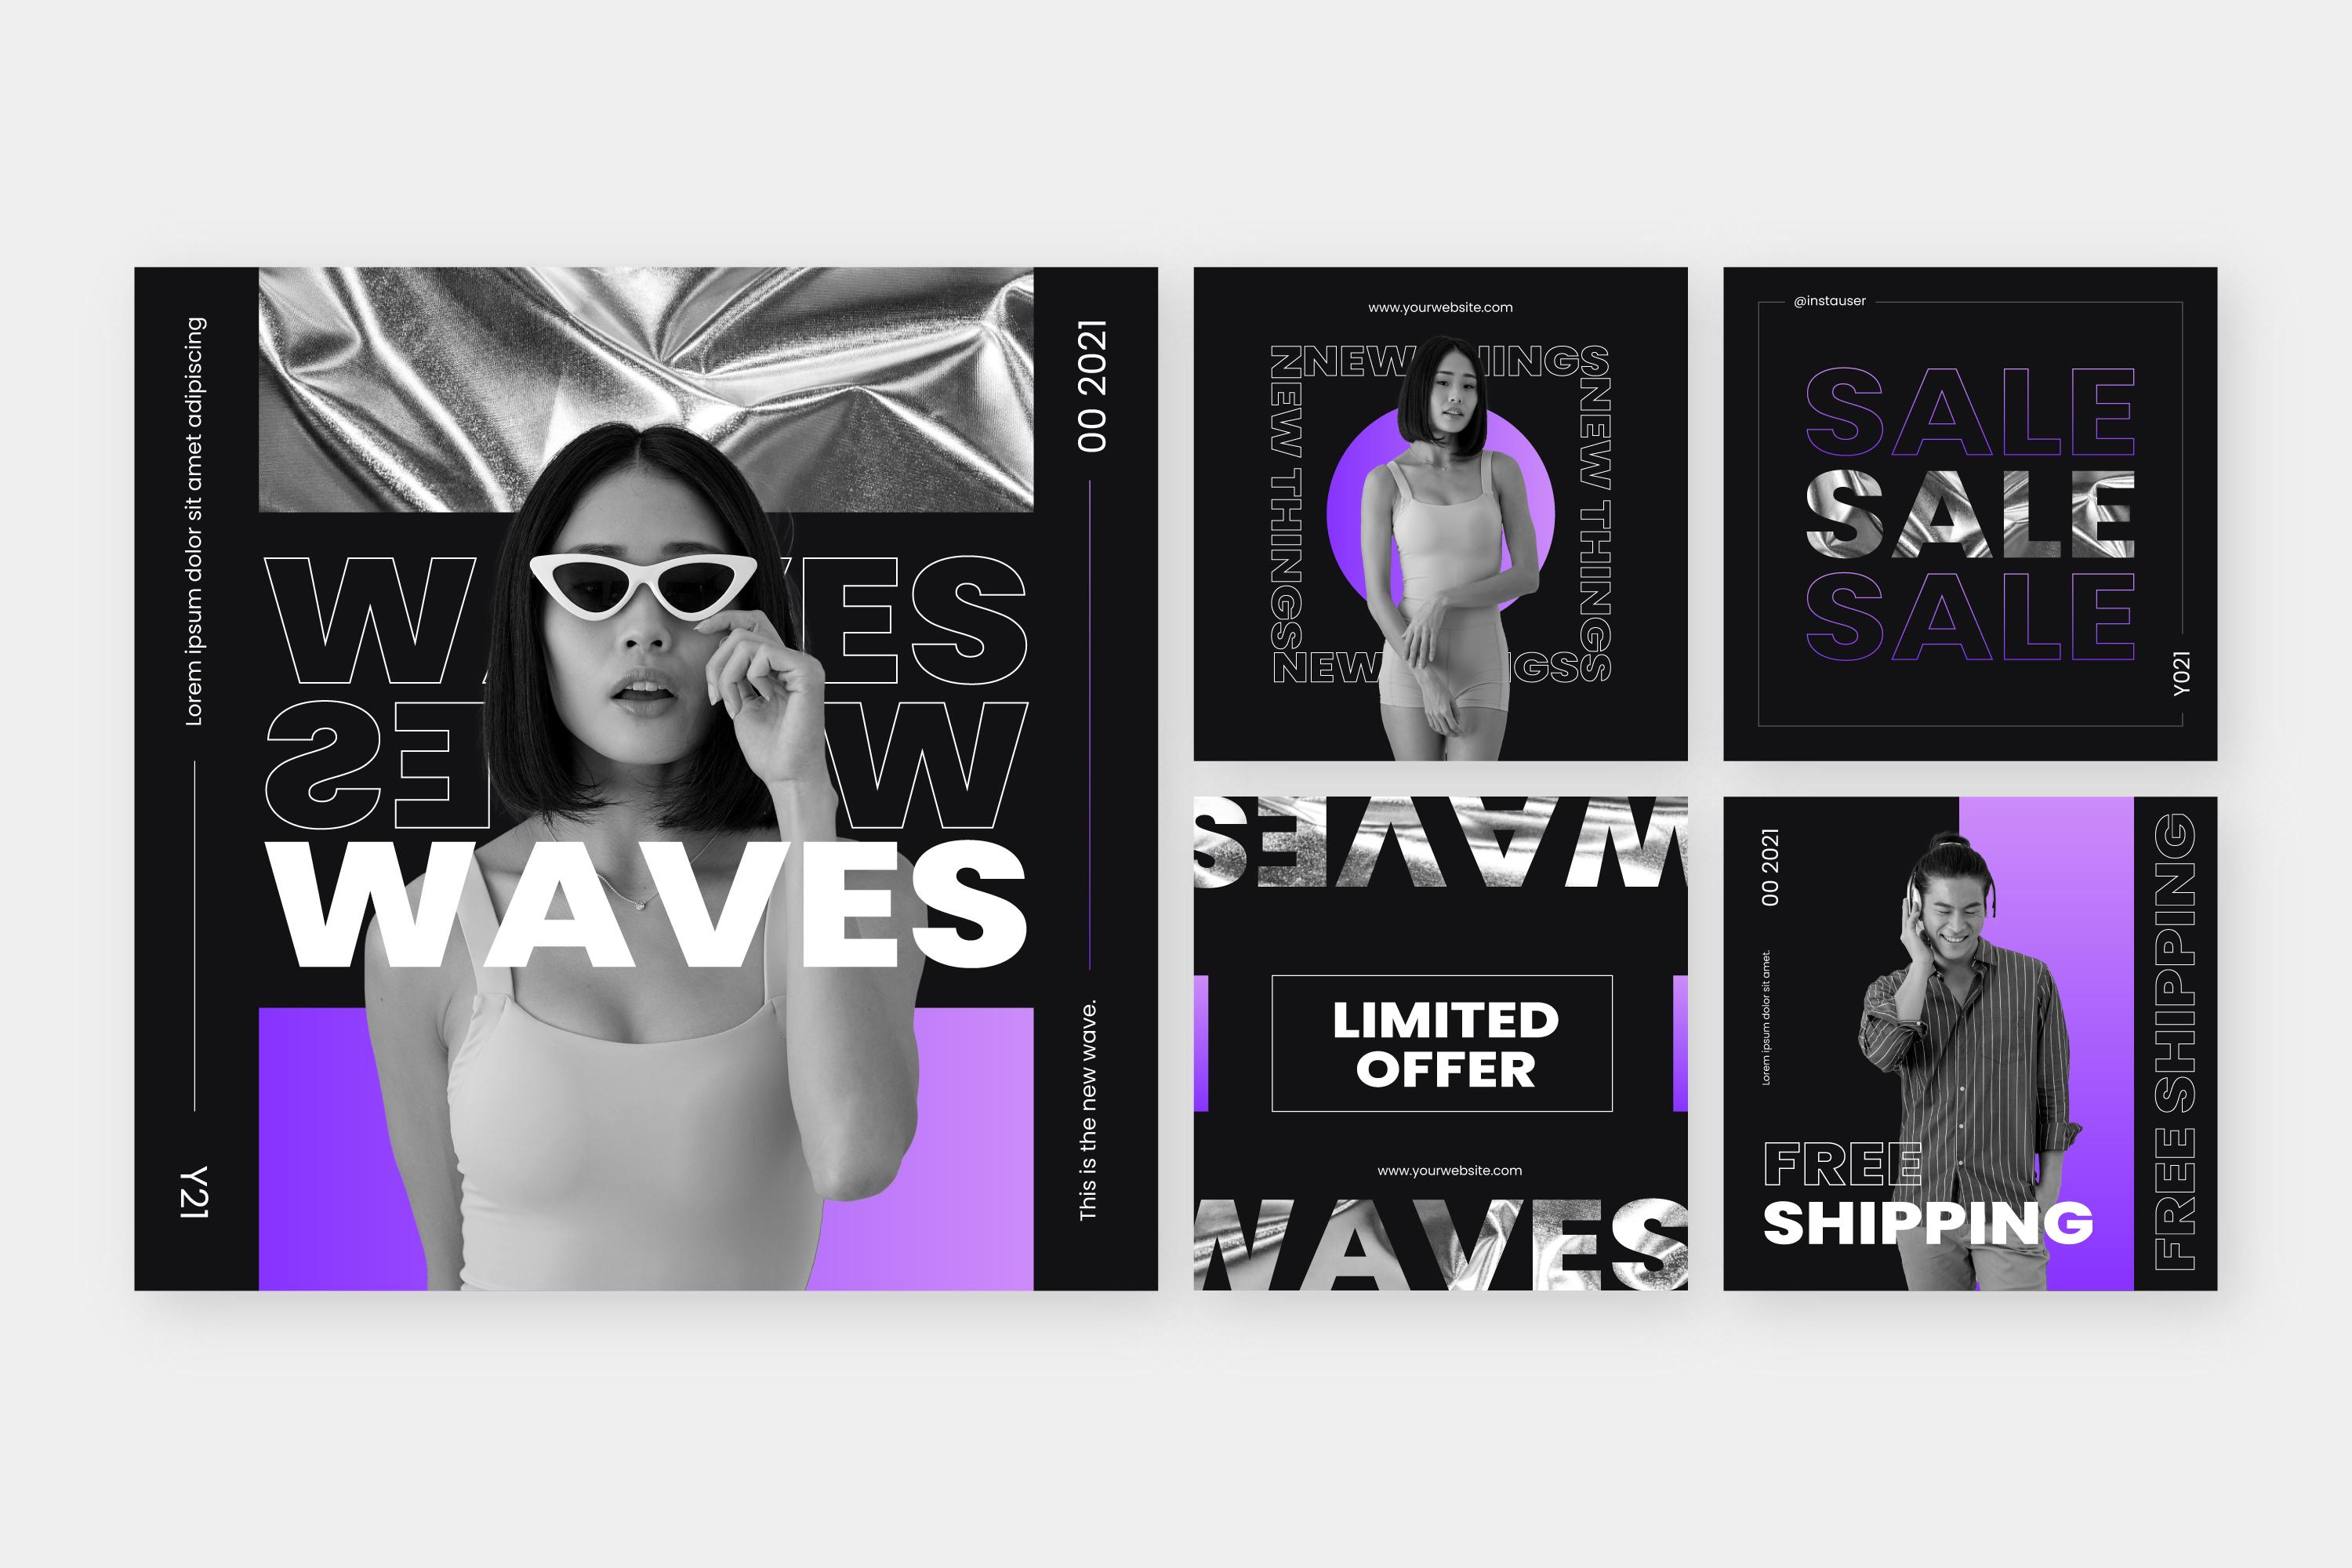 Lorem ipsum dolor sit amet adipiscing
Y21
WAVES
WAVES
WAVES
00 2021
This is the new wave.
www.yourwebsite.com
NEW THINGS
NEW THINGS
NEW THINGS
NEW THINGS
@instauser
SALE
SALE
SALE
Y021
WAVES
LIMITED
OFFER
www.yourwebsite.com
WAVES
00 2021
Lorem ipsum dolor sit amet.
FREE
SHIPPING
FREE SHIPPING